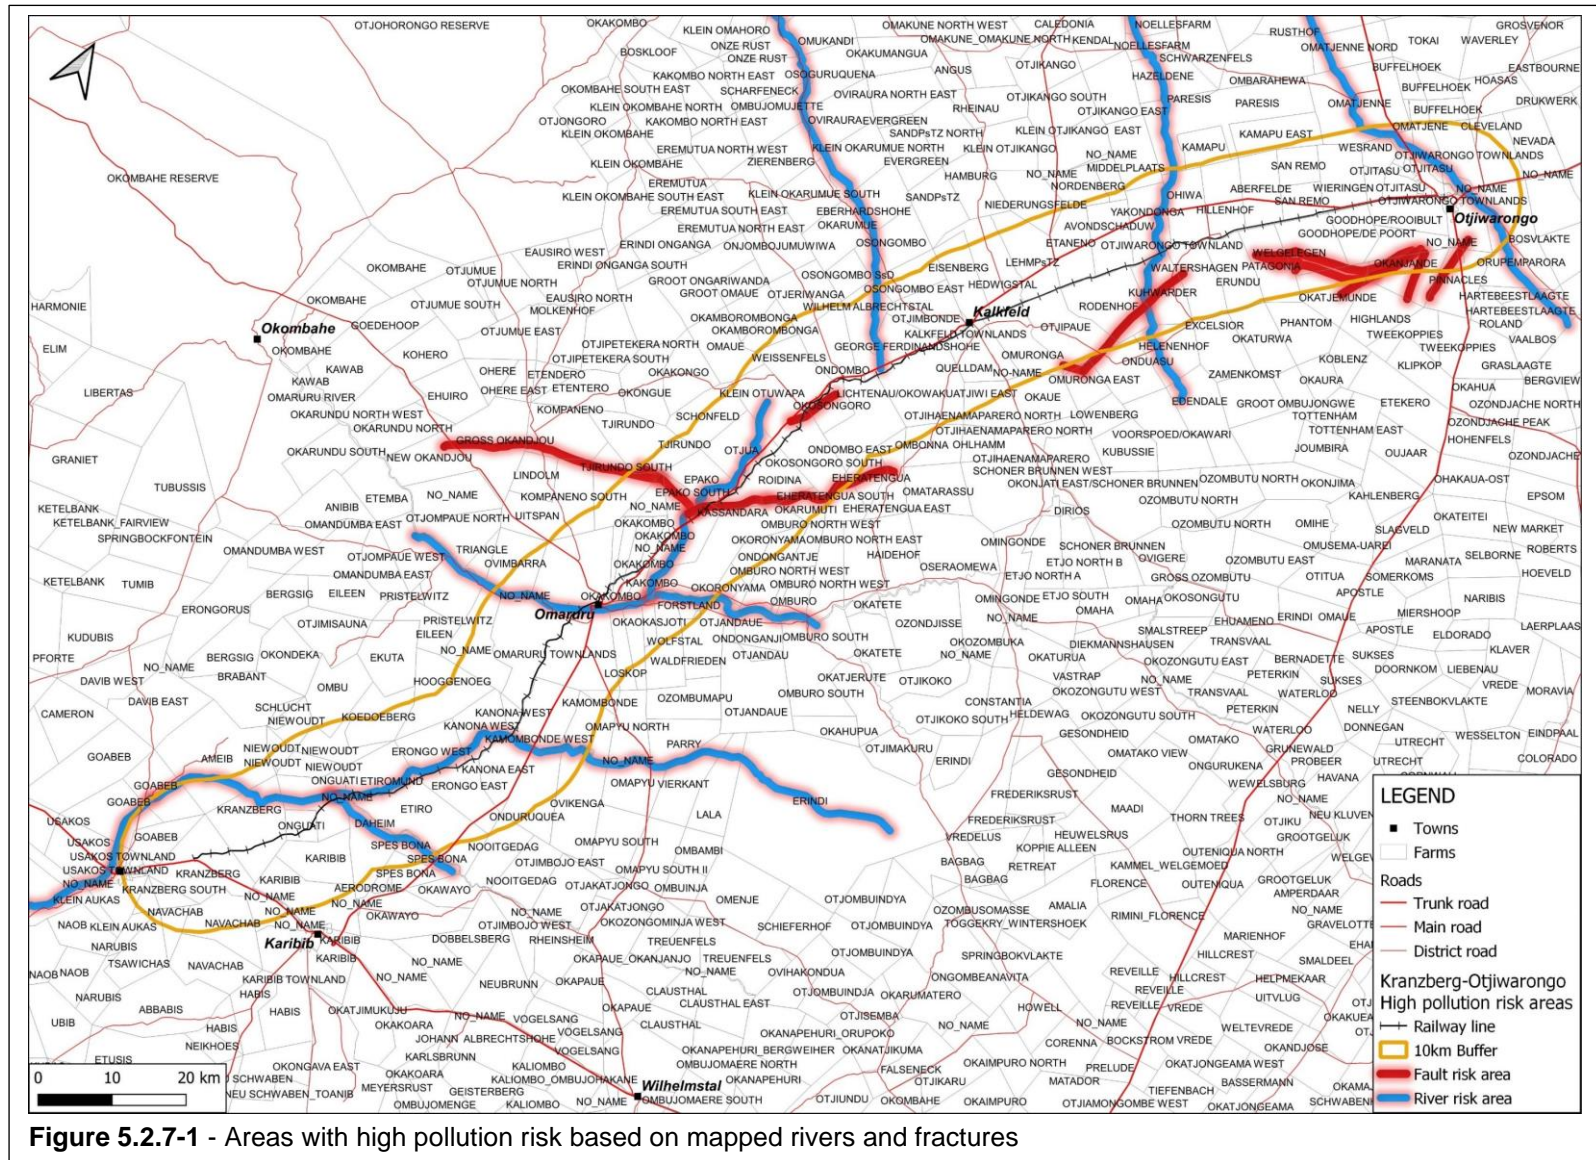 OTJOHORONGO RESERVE
OKAKOMBO
KLEIN OMAHORO
OMAKUNE NORTH WEST
CALEDONIA
NOELLESFARM
GROSVENOR
BOSKLOOF
ONZE RUST
ONZE RUST
OMUKANDI
OKAKUMANGUA
OMAKUNE_OMAKUNE NORTH
KENDAL
NOELLESFARM
RUSTHOF
OMATJENNE NORD
TOKAI
WAVERLEY
SCHWARZENFELS
KAKOMBO NORTH EAST
OSOGURUQUENA
ANGUS
OTJIKANGO
HAZELDENE
OMBARAHEWA
BUFFELHOEK
EASTBOURNE
HOASAS
OKOMBAHE SOUTH EAST
SCHARFENECK
OVIRAURA NORTH EAST
OTJIKANGO SOUTH
PARESIS
PARESIS
BUFFELHOEK
DRUKWERK
KLEIN OKOMBAHE NORTH
OMBUJOMUJETTE
RHEINAU
OTJIKANGO EAST
OMATJENNE
BUFFELHOEK
OTJONGORO
KAKOMBO NORTH EAST
OVIRAURAEVERGREEN
KLEIN OKOMBAHE
SANDPsTZ NORTH
KLEIN OTJIKANGO EAST
KAMAPU EAST
OMATJENE
CLEVELAND
EREMUTUA NORTH WEST
KLEIN OKARUMUE NORTH
KLEIN OTJIKANGO
KAMAPU
WESRAND
NEVADA
KLEIN OKOMBAHE
ZIERENBERG
EVERGREEN
NO_NAME
OTJIWARONGO TOWNLANDS
HAMBURG
NO_NAME
MIDDELPLAATS
SAN REMO
OTJITASU
OTJITASU
NO_NAME
OKOMBAHE RESERVE
EREMUTUA
NORDENBERG
KLEIN OKOMBAHE SOUTH EAST
KLEIN OKARUMUE SOUTH
SANDPsTZ
NIEDERUNGSFELDE
OHIWA
ABERFELDE
WIERINGEN
OTJITASU
NO_NAME
EREMUTUA SOUTH EAST
EBERHARDSHOHE
YAKONDONGA
HILLENHOF
SAN REMO
OTJIWARONGO TOWNLANDS
EREMUTUA NORTH EAST
OKARUMUE
AVONDSCHADUW
GOODHOPE/ROOIBULT
Otjiwarongo
ERINDI ONGANGA
ONJOMBOJUMUWIWA
OSONGOMBO
ETANENO
OTJIWARONGO TOWNLAND
GOODHOPE/DE POORT
NO_NAME
BOSVLAKTE
EAUSIRO WEST
ERINDI ONGANGA SOUTH
LEHMPsTZ
WELGELEGEN
OKOMBAHE
OTJUMUE
OTJUMUE NORTH
OSONGOMBO SsD
EISENBERG
WALTERSHAGEN
PATAGONIA
OKANJANDE
ORUPEMPARORA
GROOT ONGARIWANDA
OSONGOMBO EAST
HEDWIGSTAL
ERUNDU
PINNACLES
OKOMBAHE
EAUSIRO NORTH
GROOT OMAUE
OTJERIWANGA
KUHWARDER
OKATJEMUNDE
HARTEBEESTLAAGTE
HARMONIE
OTJUMUE SOUTH
MOLKENHOF
WILHELM ALBRECHTSTAL
RODENHOF
HARTEBEESTLAAGTE
OKAMBOROMBONGA
Kalkfeld
Okombahe
GOEDEHOOP
OTJUMUE EAST
OKAMBOROMBONGA
OTJIMBONDE
OTJIPAUE
EXCELSIOR
PHANTOM
HIGHLANDS
ROLAND
KALKFELD TOWNLANDS
OKATURWA
TWEEKOPPIES
VAALBOS
ELIM
OKOMBAHE
KOHERO
OTJIPETEKERA NORTH
OMAUE
GEORGE FERDINANDSHOHE
HELENENHOF
TWEEKOPPIES
OTJIPETEKERA SOUTH
WEISSENFELS
OMURONGA
ONDUASU
KOBLENZ
KLIPKOP
GRASLAAGTE
KAWAB
OHERE
ETENDERO
OKAKONGO
ONDOMBO
QUELLDAM
NO-NAME
ZAMENKOMST
KAWAB
OMURONGA EAST
OKAURA
OKAHUA
BERGVIEW
LIBERTAS
OMARURU RIVER
EHUIRO
OHERE EAST
ETENTERO
OKONGUE
KLEIN OTUWAPA
LICHTENAU/OKOWAKUATJIWI EAST
OKAUE
EDENDALE
GROOT OMBUJONGWE
ETEKERO
OZONDJACHE NORTH
OKARUNDU NORTH WEST
KOMPANENO
SCHONFELD
OKOSONGORO
OTJIHAENAMAPARERO NORTH
LOWENBERG
TOTTENHAM
OZONDJACHE PEAK
OKARUNDU NORTH
TJIRUNDO
OTJIHAENAMAPARERO NORTH
VOORSPOED/OKAWARI
TOTTENHAM EAST
HOHENFELS
GROSS OKANDJOU
TJIRUNDO
OTJUA
ONDOMBO EAST
OMBONNA OHLHAMM
KUBUSSIE
JOUMBIRA
OUJAAR
OZONDJACHE
GRANIET
OKARUNDU SOUTH
NEW OKANDJOU
OKOSONGORO SOUTH
OTJIHAENAMAPARERO
SCHONER BRUNNEN WEST
LINDOLM
TJIRUNDO SOUTH
EPAKO
ROIDINA
EHERATENGUA
OKONJATI EAST/SCHONER BRUNNEN
OZOMBUTU NORTH
OKONJIMA
OHAKAUA-OST
TUBUSSIS
ETEMBA
NO_NAME
KOMPANENO SOUTH
EPAKO SOUTH
EHERATENGUA SOUTH
OMATARASSU
OZOMBUTU NORTH
KAHLENBERG
EPSOM
KETELBANK
ANIBIB
NO_NAME
KASSANDARA
OKARUMUTI
EHERATENGUA EAST
DIRIOS
KETELBANK_FAIRVIEW
OMANDUMBA EAST
OTJOMPAUE NORTH
UITSPAN
OKAKOMBO
OMBURO NORTH WEST
OZOMBUTU NORTH
OMIHE
OKATEITEI
NEW MARKET
SPRINGBOCKFONTEIN
OKAKOMBO
OKORONYAMA
OMBURO NORTH EAST
OMINGONDE
SCHONER BRUNNEN
OMUSEMA-UAREI
SLAGVELD
OMANDUMBA WEST
OTJOMPAUE WEST
TRIANGLE
NO_NAME
ONDONGANTJE
HAIDEHOF
OVIGERE
OZOMBUTU EAST
MARANATA
SELBORNE
ROBERTS
OVIMBARRA
OKAKOMBO
OMBURO NORTH WEST
OSERAOMEWA
ETJO NORTH B
KETELBANK
TUMIB
OMANDUMBA EAST
KAKOMBO
OKORONYAMA
OMBURO NORTH WEST
ETJO NORTH A
GROSS OZOMBUTU
OTITUA
SOMERKOMS
HOEVELD
BERGSIG
EILEEN
PRISTELWITZ
NO_NAME
OKAKOMBO
FORSTLAND
OMBURO
OKATETE
OMINGONDE
ETJO SOUTH
OMAHA
OKOSONGUTU
APOSTLE
NARIBIS
ERONGORUS
Omaruru
OMAHA
MIERSHOOP
OTJIMISAUNA
PRISTELWITZ
OKAOKASJOTI
OTJANDAUE
OZONDJISSE
NO_NAME
EHUAMENO
ERINDI
OMAUE
LAERPLAAS
KUDUBIS
EILEEN
WOLFSTAL
ONDONGANJI
OMBURO SOUTH
OKOZOMBUKA
DIEKMANNSHAUSEN
SMALSTREEP
TRANSVAAL
APOSTLE
ELDORADO
PFORTE
BERGSIG
OKONDEKA
EKUTA
NO_NAME
OMARURU TOWNLANDS
WALDFRIEDEN
OTJANDAU
OKATETE
NO_NAME
OKATURUA
OKOZONGUTU EAST
BERNADETTE
SUKSES
KLAVER
NO_NAME
BRABANT
HOOGGENOEG
LOSKOP
OKATJERUTE
OTJIKOKO
VASTRAP
NO_NAME
PETERKIN
SUKSES
DOORNKOM
LIEBENAU
DAVIB WEST
OMBU
OZOMBUMAPU
OMBURO SOUTH
OKOZONGUTU WEST
TRANSVAAL
WATERLOO
VREDE
MORAVIA
DAVIB EAST
SCHLUCHT
KAMOMBONDE
CONSTANTIA
PETERKIN
NELLY
STEENBOKVLAKTE
CAMERON
NIEWOUDT
KOEDOEBERG
KANONA WEST
OTJANDAUE
OTJIKOKO SOUTH
HELDEWAG
OKOZONGUTU SOUTH
DONNEGAN
KANONA WEST
OMAPYU NORTH
OKAHUPUA
GESONDHEID
OMATAKO
WATERLOO
WESSELTON
EINDPAAL
NIEWOUDT
NIEWOUDT
KAMOMBONDE WEST
PARRY
OTJIMAKURU
OMATAKO VIEW
GRUNEWALD
UTRECHT
GOABEB
AMEIB
NIEWOUDT
ERONGO WEST
NO_NAME
ERINDI
ONGURUKENA
PROBEER
UTRECHT
COLORADO
NIEWOUDT
KANONA EAST
GESONDHEID
HAVANA
GOABEB
ONGUATI
ETIROMUND
ERONGO EAST
OMAPYU VIERKANT
WEWELSBURG
GOABEB
NO_NAME
FREDERIKSRUST
NO_NAME
KRANZBERG
ETIRO
OVIKENGA
ERINDI
MAADI
USAKOS
ONGUATI
DAHEIM
ONDURUQUEA
LALA
FREDERIKSRUST
THORN TREES
OTJIKU
NEU KLUVEN
USAKOS
GOABEB
SPES BONA
NOOITGEDAG
OMAPYU SOUTH
VREDELUS
HEUWELSRUS
GROOTGELUK
USAKOS TOWNLAND
KARIBIB
SPES BONA
OTJIMBOJO EAST
OMBAMBI
BAGBAG
KOPPIE ALLEEN
OUTENIQUA NORTH
USAKOS TOWNLAND
KRANZBERG
KARIBIB
SPES BONA
OMAPYU SOUTH II
RETREAT
KAMMEL_WELGEMOED
NO_NAME
KRANZBERG SOUTH
AERODROME
OKAWAYO
NOOITGEDAG
OTJAKATJONGO
OMBUINJA
BAGBAG
FLORENCE
OUTENIQUA
GROOTGELUK
KLEIN AUKAS
NO_NAME
NO_NAME
OMENJE
OTJOMBUINDYA
AMPERDAAR
NAVACHAB
NO_NAME
OKAWAYO
NO_NAME
OTJAKATJONGO
OZOMBUSOMASSE
AMALIA
NO_NAME
NAOB
KLEIN AUKAS
NAVACHAB
NO_NAME
OTJIMBOJO WEST
OKOZONGOMINJA WEST
SCHIEFERHOF
OTJOMBUINDYA
TOGGEKRY_WINTERSHOEK
RIMINI_FLORENCE
GRAVELOTTE
Karibib
KARIBIB
DOBBELSBERG
RHEINSHEIM
TREUENFELS
MARIENHOF
NARUBIS
KARIBIB
OTJOMBUINDYA
SPRINGBOKVLAKTE
HILLCREST
TSAWICHAS
NAVACHAB
NO_NAME
OKAPAUE_OKANJANJO
TREUENFELS
SMALDEEL
NAOB
NAOB
KARIBIB TOWNLAND
NO_NAME
NEUBRUNN
OKAPAUE
NO_NAME
OVIHAKONDUA
ONGOMBEANAVITA
REVEILLE
HILLCREST
HELPMEKAAR
NARUBIS
HABIS
CLAUSTHAL
OTJOMBUINDJA
OKARUMATERO
REVEILLE
UITVLUG
ABBABIS
HABIS
OKATJIMUKUJU
OKAPAUE
CLAUSTHAL EAST
OTJISEMBA
HOWELL
REVEILLE
VREDE
UBIB
HABIS
OKAKOARA
NO_NAME
VOGELSANG
CLAUSTHAL
NO_NAME
NO_NAME
WELTEVREDE
NEIKHOES
JOHANN ALBRECHTSHOHE
VOGELSANG
OKANAPEHURI_ORUPOKO
CORENNA
BOCKSTROM VREDE
OKANDJOSE
ETUSIS
KARLSBRUNN
VOGELSANG
OKANAPEHURI_BERGWEIHER
OKANATJIKUMA
OKONGAVA EAST
OKAKOARA
KALIOMBO
OMBUJOMAERE NORTH
FALSENECK
OKAIMPURO NORTH
PRELUDE
OKATJONGEAMA WEST
MEYERSRUST
KALIOMBO_OMBUJOHAKANE
Wilhelmstal
OKANAPEHURI
OTJIKARU
MATADOR
BASSERMANN
NEU SCHWABEN_TOANIB
GEISTERBERG
TIEFENBACH
OMBUJOMENGE
KALIOMBO
NO_NAME
OMBUJOMAERE SOUTH
OTJIUNDU
OKOMBAHE
OKAIMPURO
OTJIAMONGOMBE WEST
OKATJONGEAMA
0 10 20 km
LEGEND
Towns
Farms
Roads
Trunk road
Main road
District road
Kranzberg-Otjiwarongo
High pollution risk areas
Railway line
10km Buffer
Fault risk area
River risk area
Figure 5.2.7-1 - Areas with high pollution risk based on mapped rivers and fractures